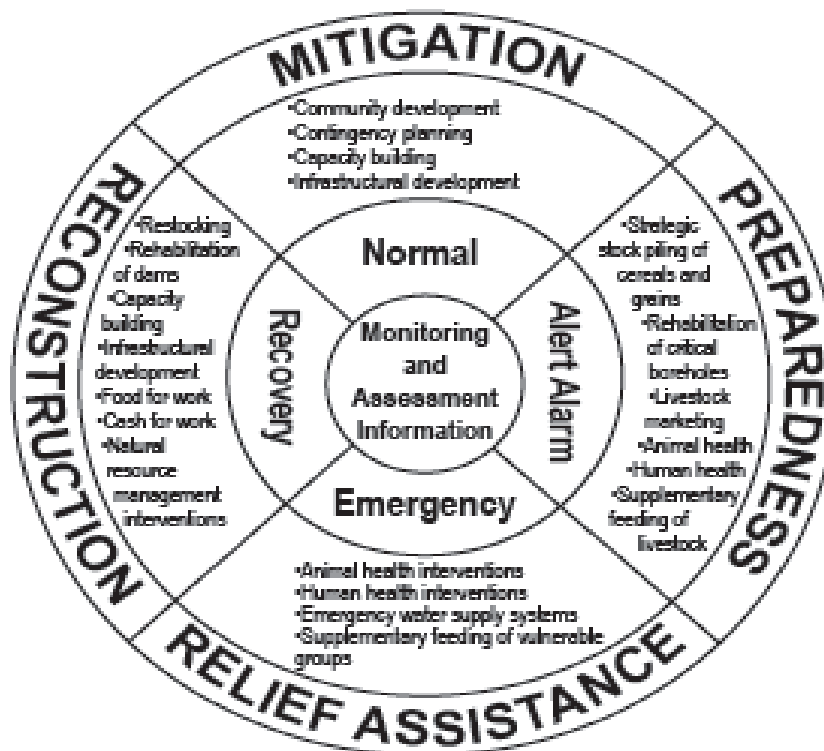 MITIGATION
•Community development
•Contingency planning
•Capacity building
•Infrastructural development
Normal
RECONSTRUCTION
•Restocking
•Rehabilitation
of dams
•Capacity
building
•Infrastructural
development
•Food for work
•Cash for work
•Natural
resource
management
interventions
Recovery
Monitoring
and
Assessment
Information
Alert Alarm
•Strategic
stock piling of
cereals and
grains
•Rehabilitation
of critical
boreholes
•Livestock
marketing
•Animal health
•Human health
•Supplementary
feeding of
livestock
PREPAREDNESS
Emergency
•Animal health interventions
•Human health interventions
•Emergency water supply systems
•Supplementary feeding of vulnerable
groups
RELIEF ASSISTANCE